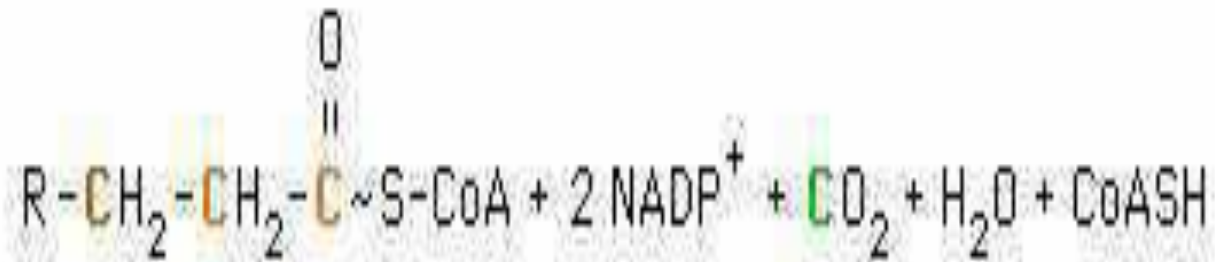 O
||
R-CH₂-CH₂-C~S-CoA + 2 NADP⁺ + CO₂ + H₂O + CoASH